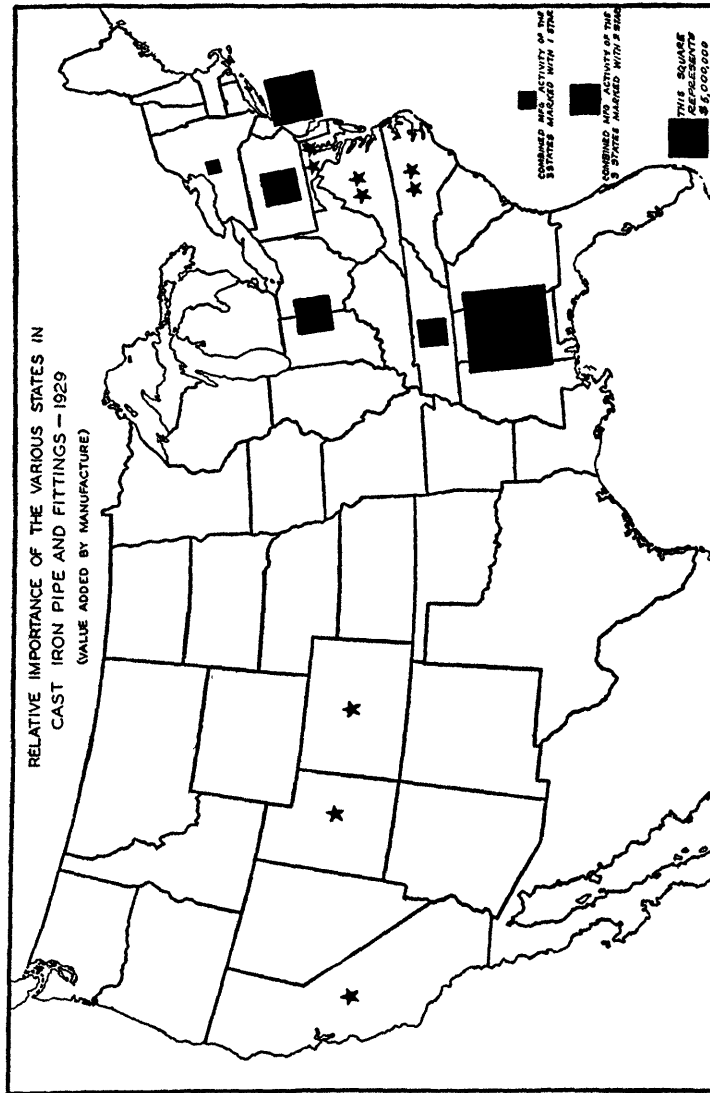 RELATIVE IMPORTANCE OF THE VARIOUS STATES IN
CAST IRON PIPE AND FITTINGS — 1929
(VALUE ADDED BY MANUFACTURE)
COMBINED MFG ACTIVITY OF THE
3 STATES MARKED WITH 1 STAR
COMBINED MFG ACTIVITY OF THE
STATES MARKED WITH 2
THIS SQUARE
REPRESENTS
$5,000,000